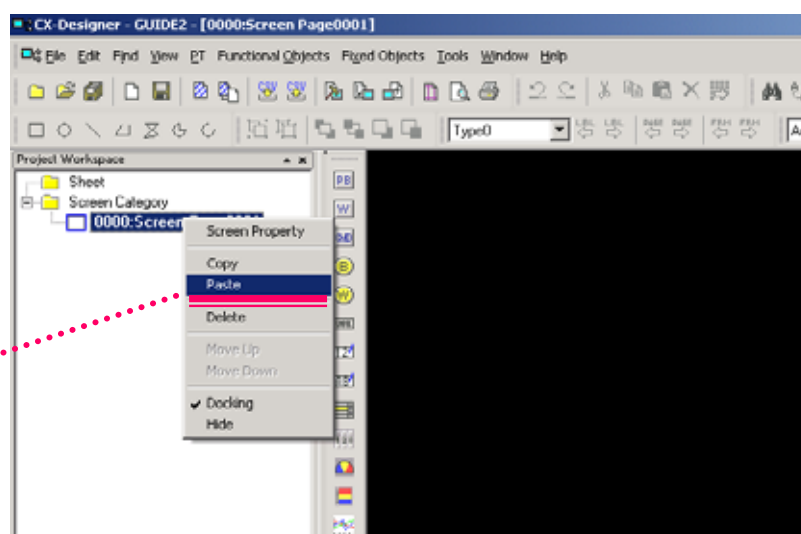 CX-Designer - GUIDE2 - [0000:Screen Page0001]
File Edit Find View PT Functional Objects Fixed Objects Tools Window Help
Type0
Project Workspace
Sheet
Screen Category
0000:Screen
Screen Property
Copy
Paste
Delete
Move Up
Move Down
Docking
Hide
PB
W
B
W